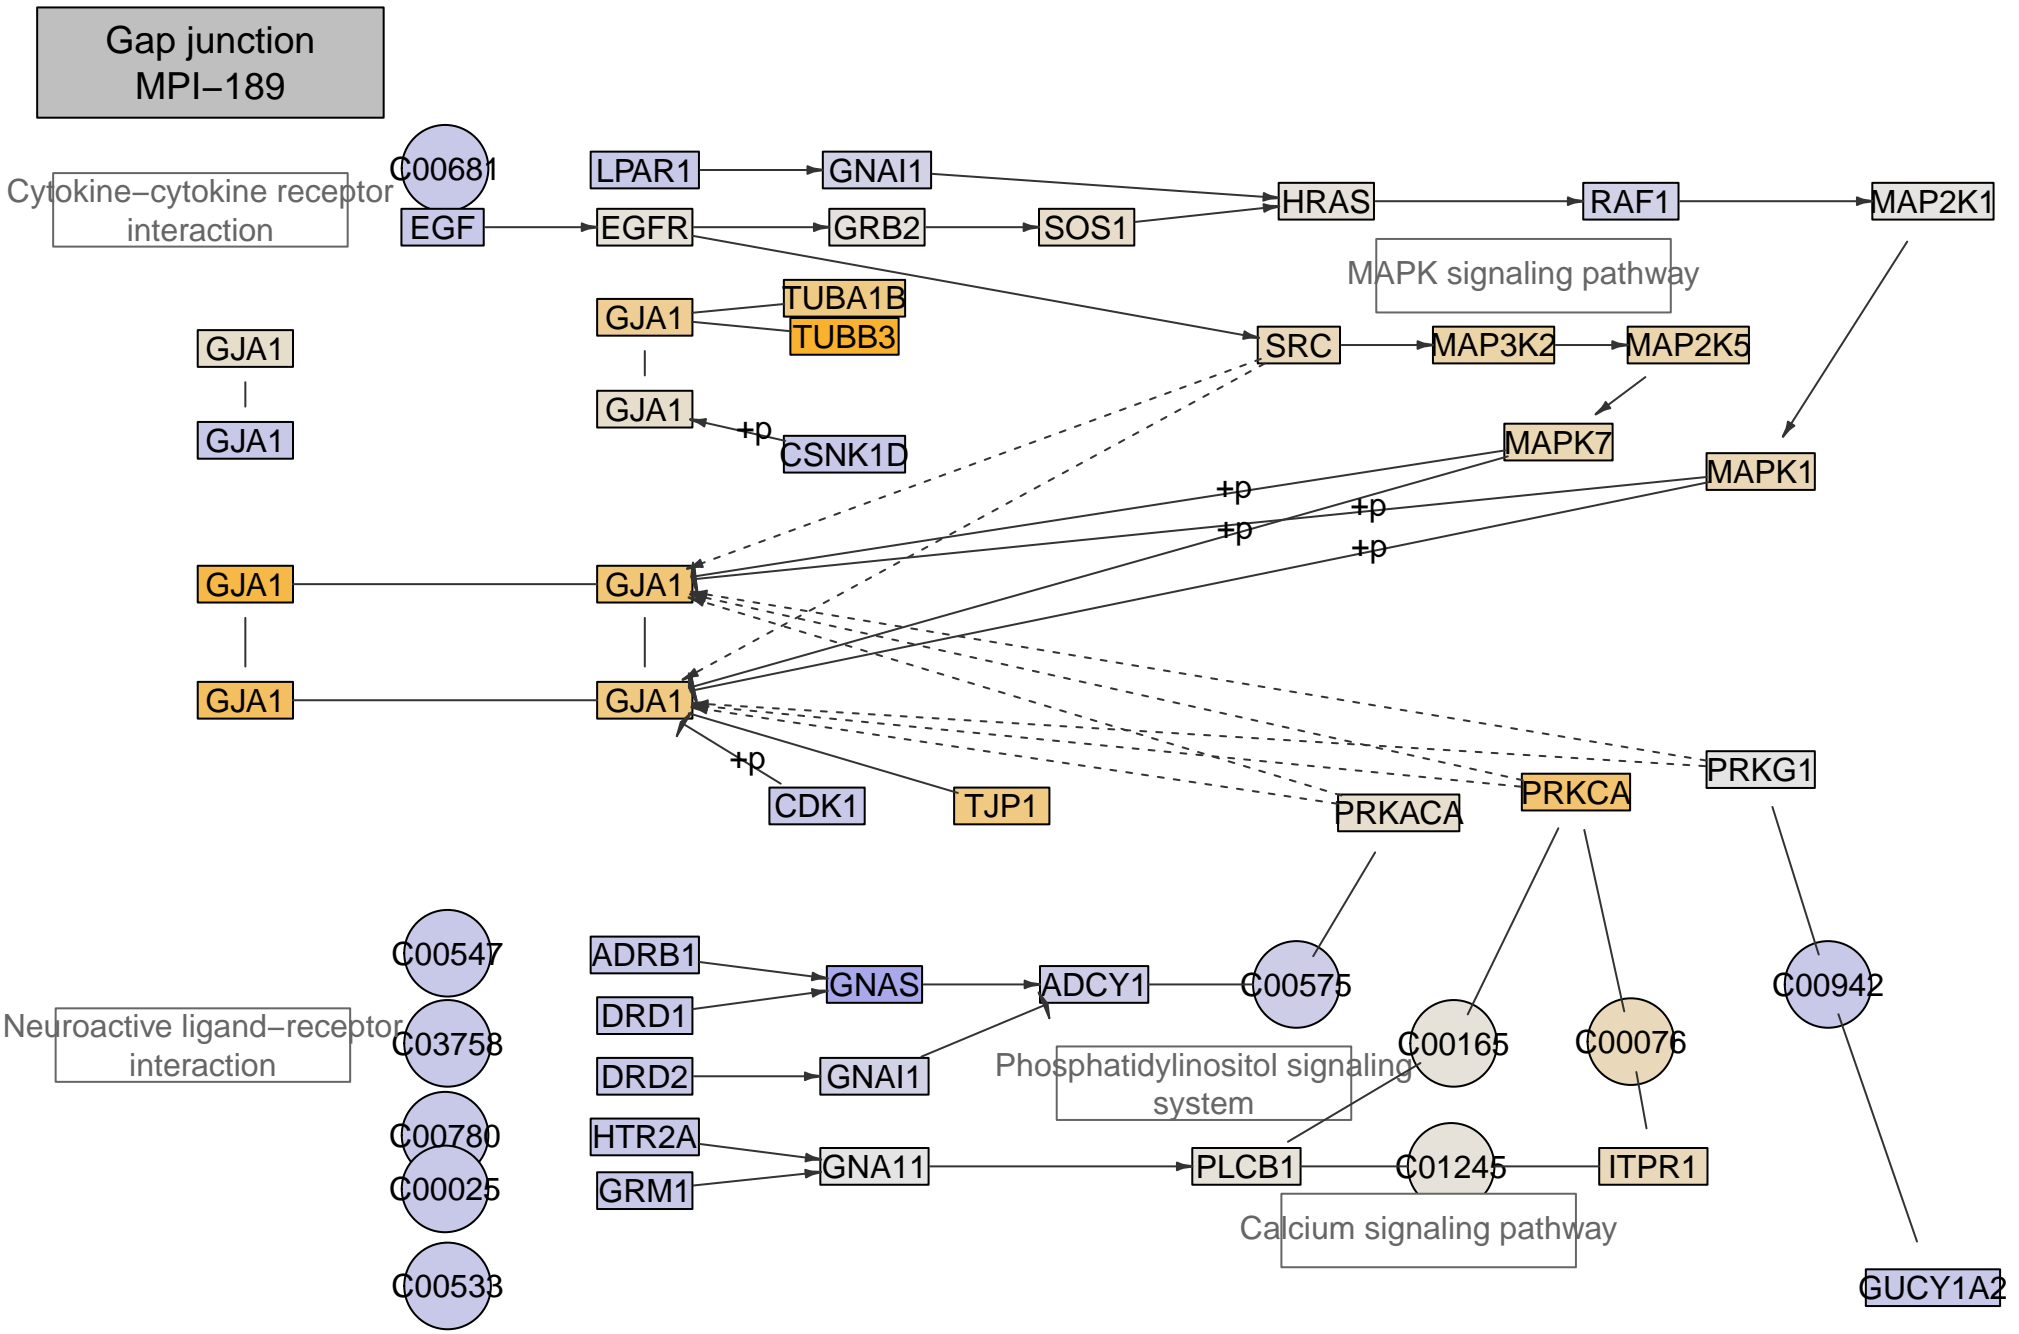 Gap junction
MPI−189
C00681
LPAR1
GNAI1
Cytokine−cytokine receptor
interaction
HRAS
RAF1
MAP2K1
EGF
EGFR
GRB2
SOS1
MAPK signaling pathway
TUBA1B
GJA1
TUBB3
GJA1
SRC
MAP3K2
MAP2K5
GJA1
+p
GJA1
CSNK1D
MAPK7
MAPK1
+p
+p
+p
+p
GJA1
GJA1
GJA1
GJA1
+p
CDK1
TJP1
PRKACA
PRKCA
PRKG1
C00547
ADRB1
GNAS
ADCY1
C00575
C00942
DRD1
Neuroactive ligand−receptor
interaction
C03758
C00165
C00076
DRD2
GNAI1
Phosphatidylinositol signaling
system
C00780
HTR2A
GNA11
PLCB1
C01245
ITPR1
C00025
GRM1
Calcium signaling pathway
C00533
GUCY1A2